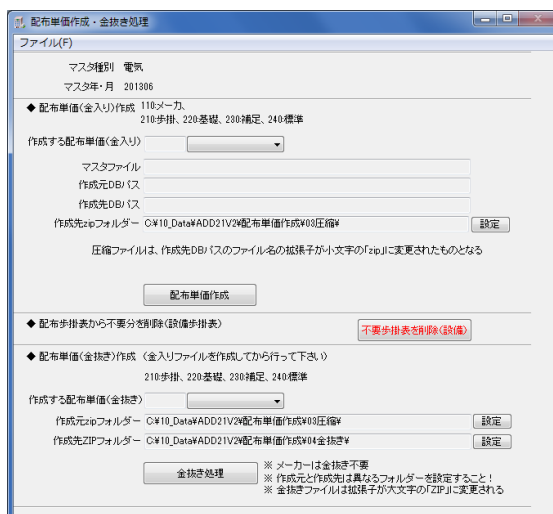 配布単価作成・金抜き処理
ファイル(F)
マスタ種別 電気
マスタ年・月 201306
◆ 配布単価(金入り)作成 110:メーカ、
210:歩掛、220:基礎、230:補足、240:標準
作成する配布単価(金入り)
マスタファイル
作成元DBパス
作成先DBパス
作成先zipフォルダー C:¥10_Data¥ADD21V2¥配布単価作成¥03圧縮¥ 設定
圧縮ファイルは、作成先DBパスのファイル名の拡張子が小文字の「zip」に変更されたものとなる
配布単価作成
◆ 配布歩掛表から不要分を削除(設備歩掛表) 不要歩掛表を削除(設備)
◆ 配布単価(金抜き)作成 (金入りファイルを作成してから行って下さい)
210:歩掛、220:基礎、230:補足、240:標準
作成する配布単価(金抜き)
作成元zipフォルダー C:¥10_Data¥ADD21V2¥配布単価作成¥03圧縮¥ 設定
作成先ZIPフォルダー C:¥10_Data¥ADD21V2¥配布単価作成¥04金抜き¥ 設定
金抜き処理 ※ メーカーは金抜き不要
※ 作成元と作成先は異なるフォルダーを設定すること!
※ 金抜きファイルは拡張子が大文字の「ZIP」に変更される